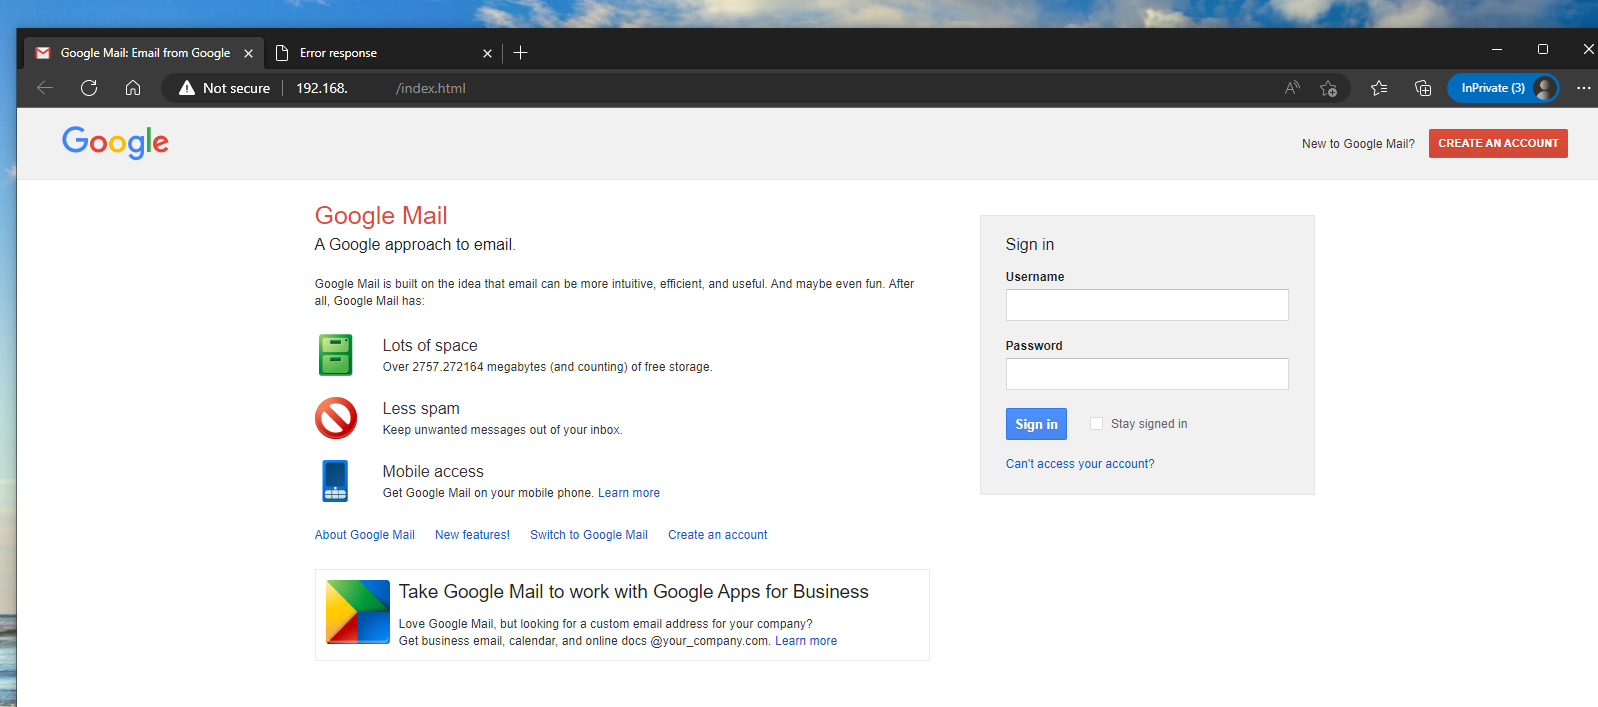 Google Mail: Email from Google
Error response
Not secure
192.168. /index.html
InPrivate (3)
Google
New to Google Mail?
CREATE AN ACCOUNT
Google Mail
A Google approach to email.
Google Mail is built on the idea that email can be more intuitive, efficient, and useful. And maybe even fun. After
all, Google Mail has:
Lots of space
Over 2757.272164 megabytes (and counting) of free storage.
Less spam
Keep unwanted messages out of your inbox.
Mobile access
Get Google Mail on your mobile phone. Learn more
About Google Mail New features! Switch to Google Mail Create an account
Take Google Mail to work with Google Apps for Business
Love Google Mail, but looking for a custom email address for your company?
Get business email, calendar, and online docs @your_company.com. Learn more
Sign in
Username
Password
Sign in
Stay signed in
Can't access your account?